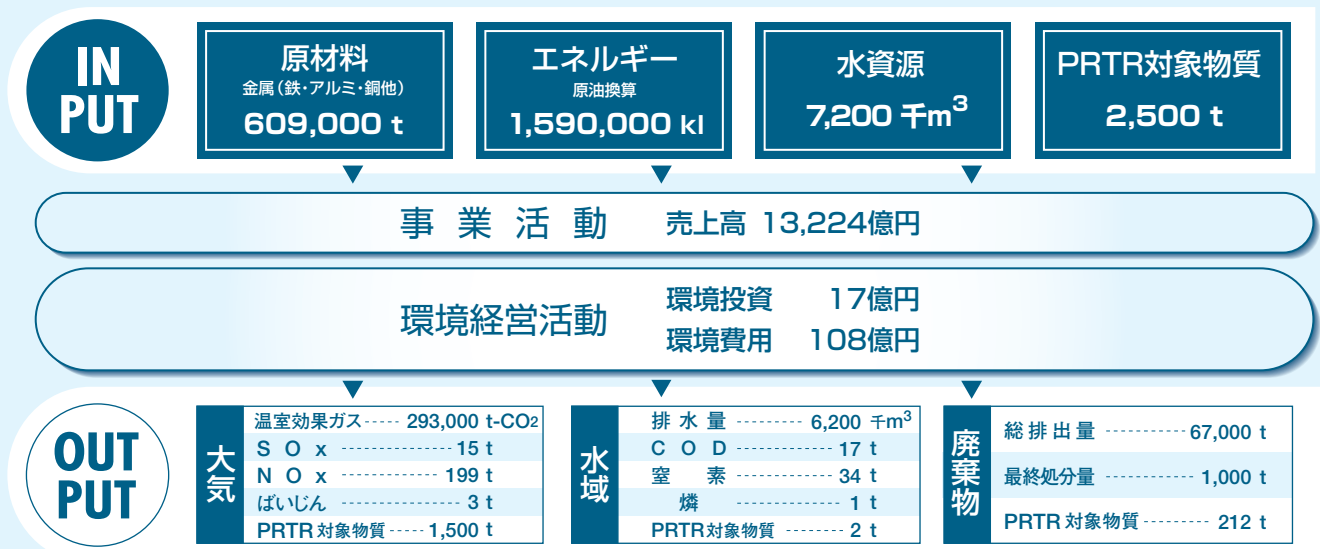 IN
PUT
原材料
金属(鉄・アルミ・銅他)
609,000 t
エネルギー
原油換算
1,590,000 kl
水資源
7,200 千m³
PRTR対象物質
2,500 t
事業活動 売上高 13,224億円
環境経営活動
環境投資 17億円
環境費用 108億円
OUT
PUT
大気
温室効果ガス----- 293,000 t-CO2
SOx -------------- 15 t
NOx ------------- 199 t
ばいじん ---------------- 3 t
PRTR対象物質----- 1,500 t
水域
排水量 --------- 6,200 千m³
COD ------------- 17 t
窒素 ------------- 34 t
燐 --------------- 1 t
PRTR対象物質 ------- 2 t
廃棄物
総排出量 ------------ 67,000 t
最終処分量 ----------- 1,000 t
PRTR対象物質 --------- 212 t